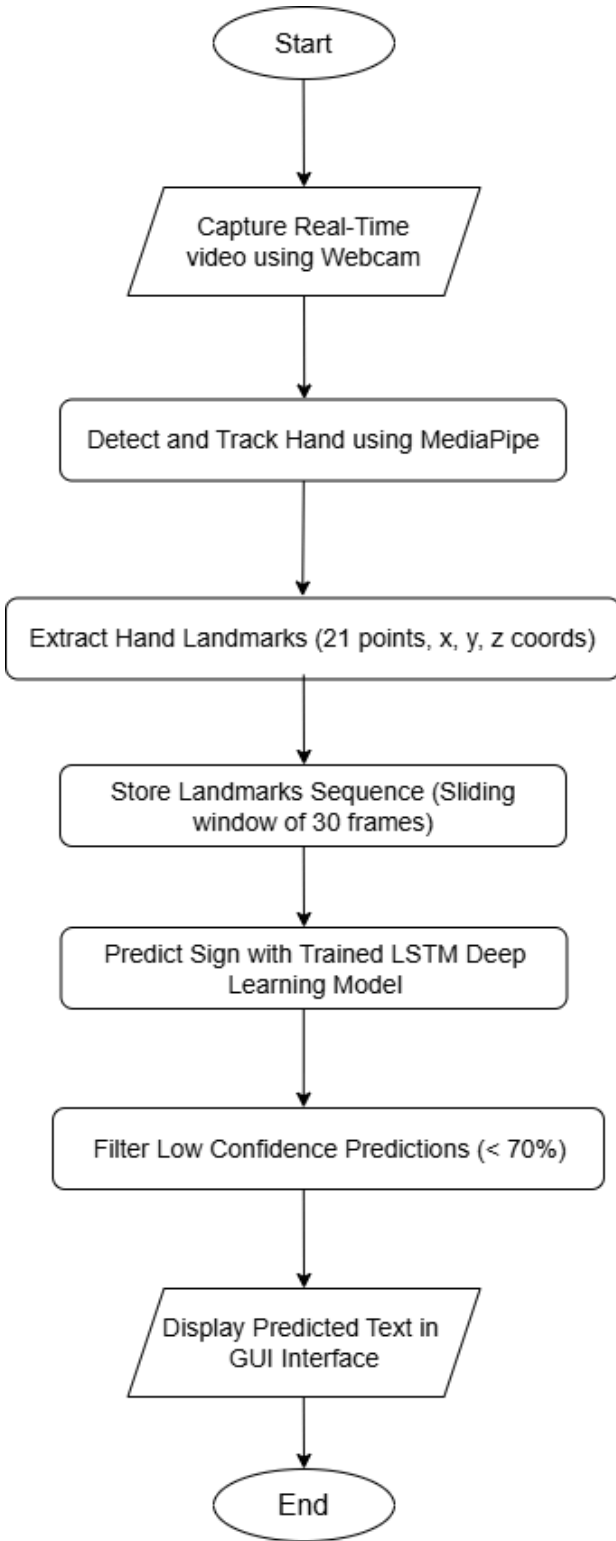 Start
Capture Real-Time
video using Webcam
Detect and Track Hand using MediaPipe
Extract Hand Landmarks (21 points, x, y, z coords)
Store Landmarks Sequence (Sliding
window of 30 frames)
Predict Sign with Trained LSTM Deep
Learning Model
Filter Low Confidence Predictions (< 70%)
Display Predicted Text in
GUI Interface
End